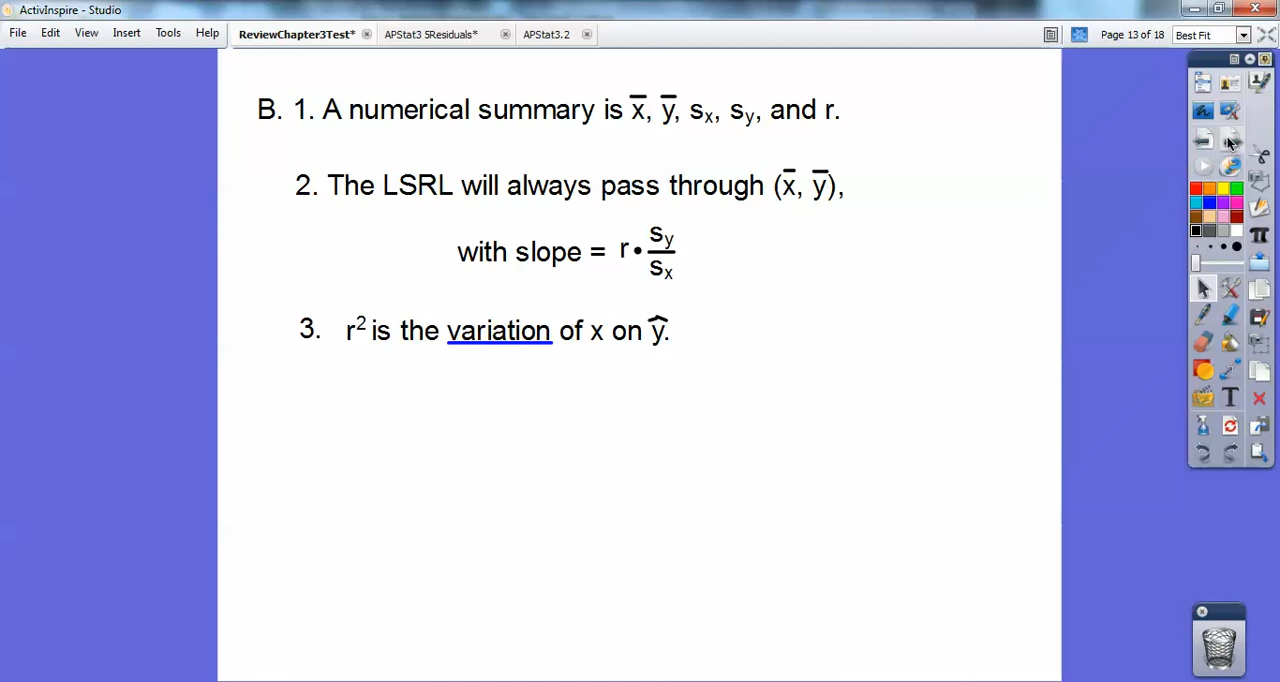 ActivInspire - Studio
File Edit View Insert Tools Help
ReviewChapter3Test* APStat3 5Residuals* APStat3.2
Page 13 of 18 Best Fit
B. 1. A numerical summary is x̅, y̅, sₓ, s_y, and r.
2. The LSRL will always pass through (x̅, y̅),
with slope = r • s_y / sₓ
3. r² is the variation of x on ŷ.